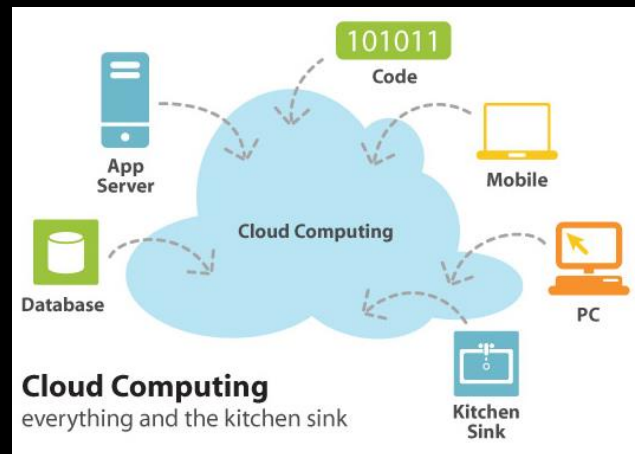 101011
Code
App
Server
Mobile
Cloud Computing
Database
PC
Kitchen
Sink
Cloud Computing
everything and the kitchen sink